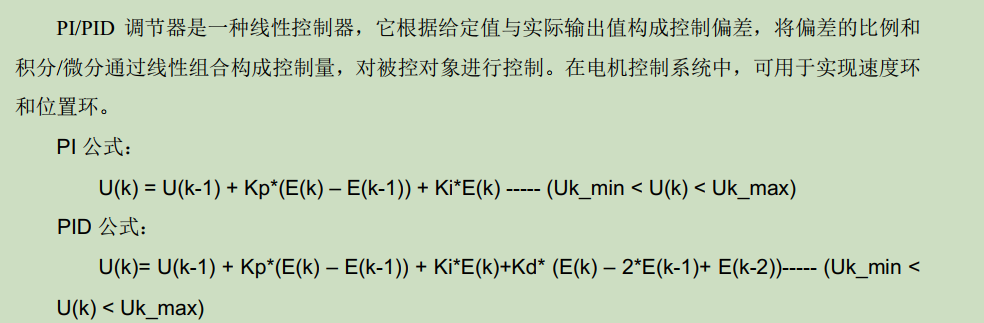 PI/PID 调节器是一种线性控制器，它根据给定值与实际输出值构成控制偏差，将偏差的比例和
积分/微分通过线性组合构成控制量，对被控对象进行控制。在电机控制系统中，可用于实现速度环
和位置环。
PI 公式：
U(k) = U(k-1) + Kp*(E(k) – E(k-1)) + Ki*E(k) ----- (Uk_min < U(k) < Uk_max)
PID 公式：
U(k)= U(k-1) + Kp*(E(k) – E(k-1)) + Ki*E(k)+Kd* (E(k) – 2*E(k-1)+ E(k-2))----- (Uk_min <
U(k) < Uk_max)